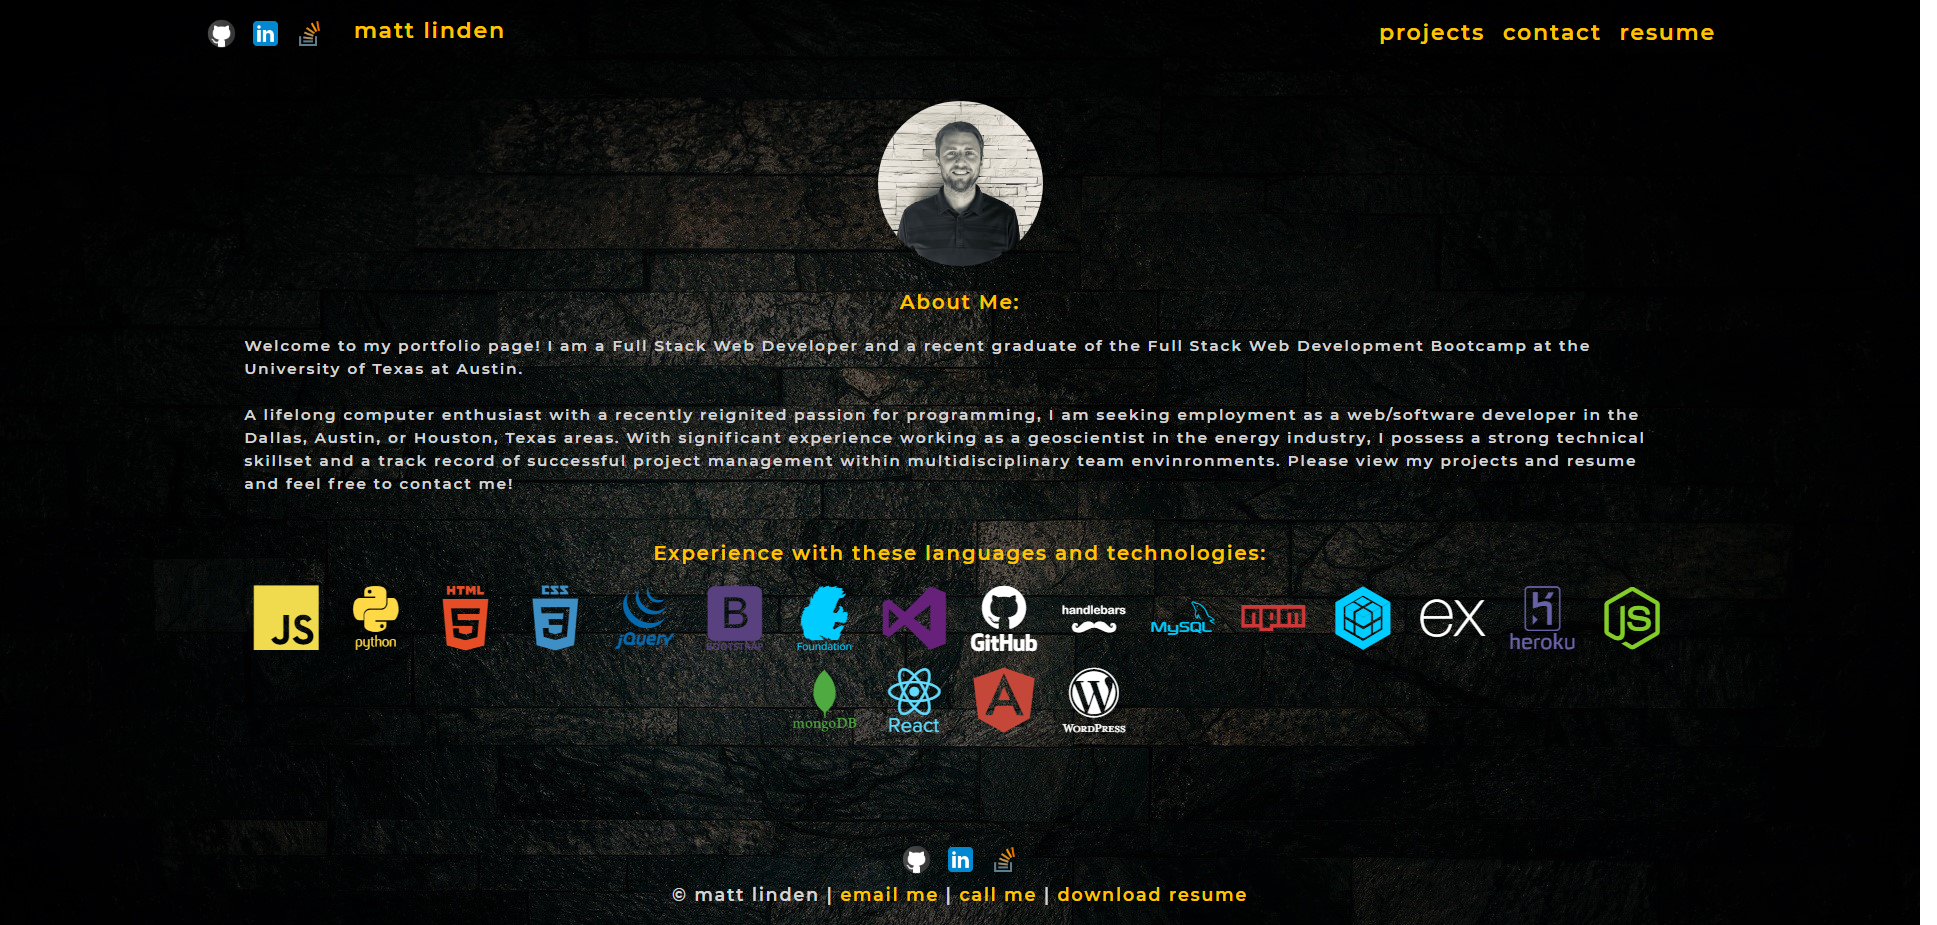 matt linden
projects contact resume
About Me:
Welcome to my portfolio page! I am a Full Stack Web Developer and a recent graduate of the Full Stack Web Development Bootcamp at the
University of Texas at Austin.
A lifelong computer enthusiast with a recently reignited passion for programming, I am seeking employment as a web/software developer in the
Dallas, Austin, or Houston, Texas areas. With significant experience working as a geoscientist in the energy industry, I possess a strong technical
skillset and a track record of successful project management within multidisciplinary team envinronments. Please view my projects and resume
and feel free to contact me!
Experience with these languages and technologies:
JS python HTML 5 CSS 3 jQuery B BOOTSTRAP Foundation GitHub handlebars MySQL npm ex heroku JS
mongoDB React A W WORDPRESS
in
© matt linden | email me | call me | download resume